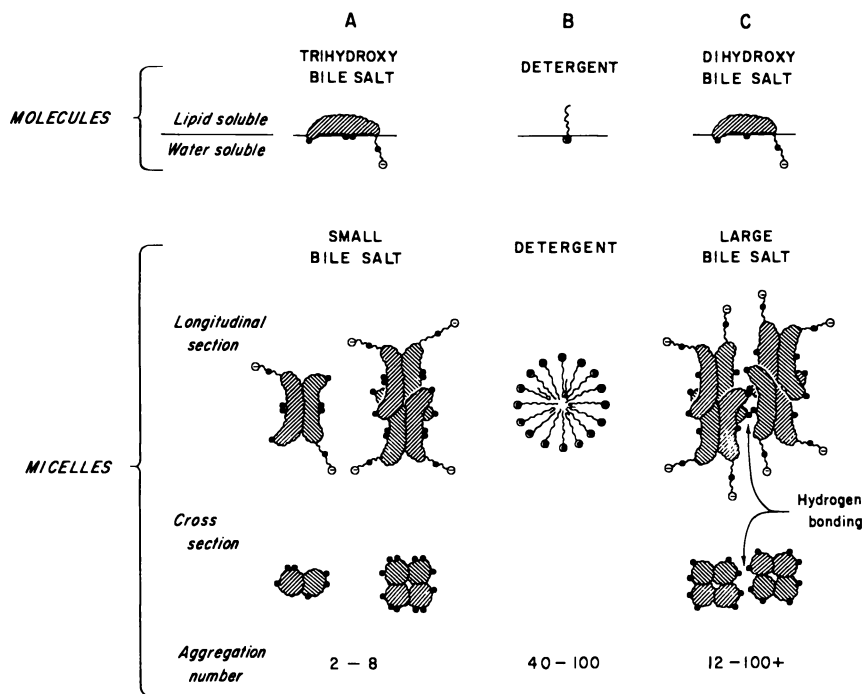 A
B
C
TRIHYDROXY
BILE SALT
DETERGENT
DIHYDROXY
BILE SALT
MOLECULES
Lipid soluble
Water soluble
SMALL
BILE SALT
DETERGENT
LARGE
BILE SALT
Longitudinal
section
MICELLES
Hydrogen
bonding
Cross
section
Aggregation
number
2 – 8
40 – 100
12 – 100+